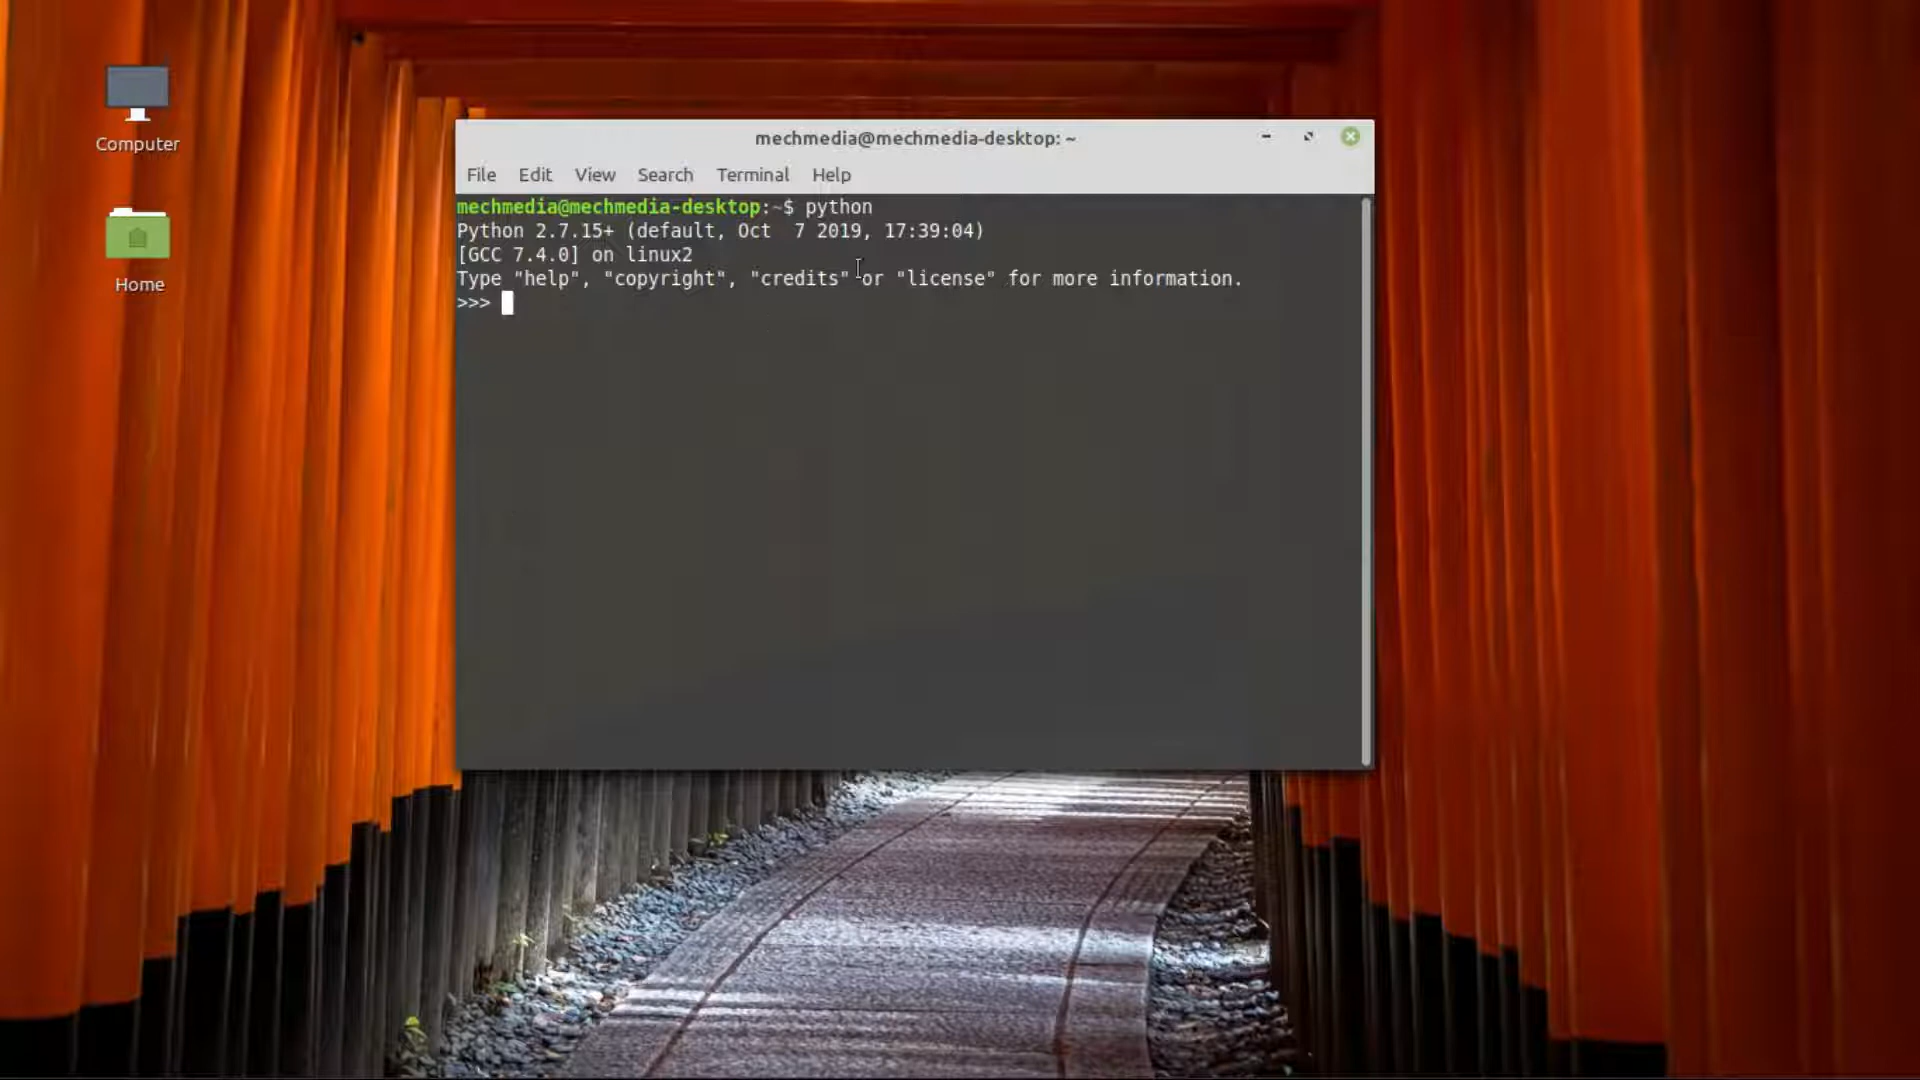 Computer
Home
mechmedia@mechmedia-desktop: ~
File Edit View Search Terminal Help
mechmedia@mechmedia-desktop:~$ python
Python 2.7.15+ (default, Oct  7 2019, 17:39:04)
[GCC 7.4.0] on linux2
Type "help", "copyright", "credits" or "license" for more information.
>>>